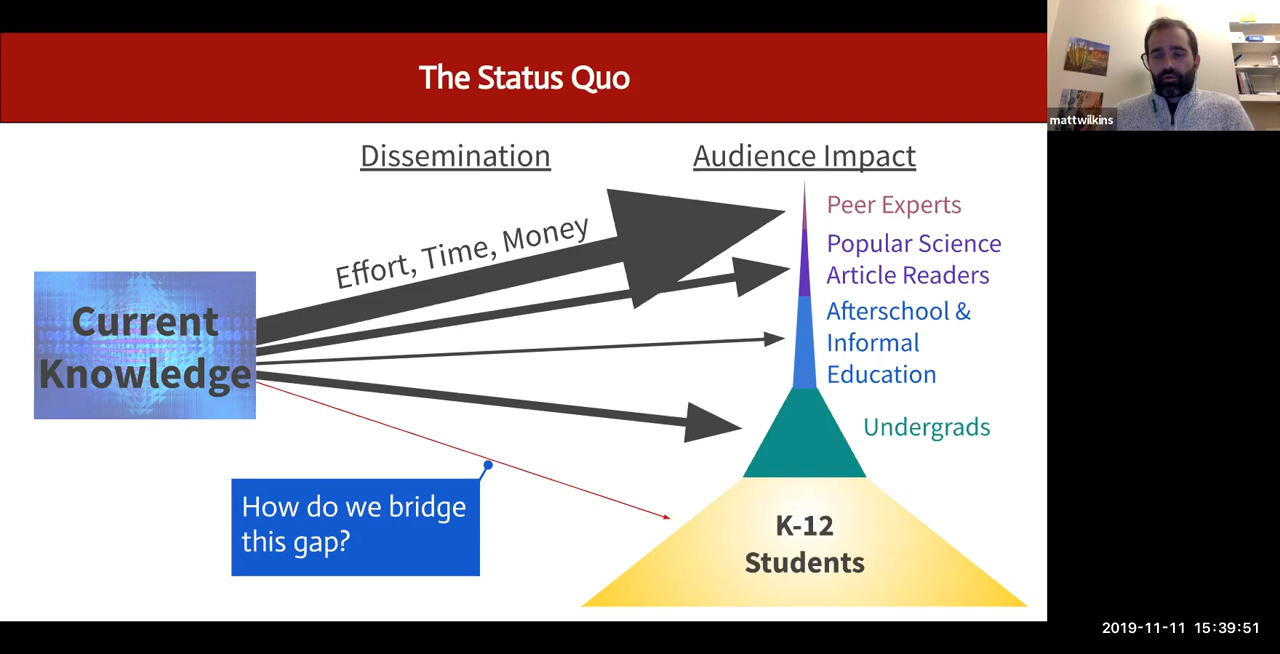 The Status Quo
mattwilkins
Dissemination
Audience Impact
Effort, Time, Money
Peer Experts
Popular Science
Article Readers
Afterschool &
Informal
Education
Current
Knowledge
Undergrads
How do we bridge
this gap?
K-12
Students
2019-11-11 15:39:51